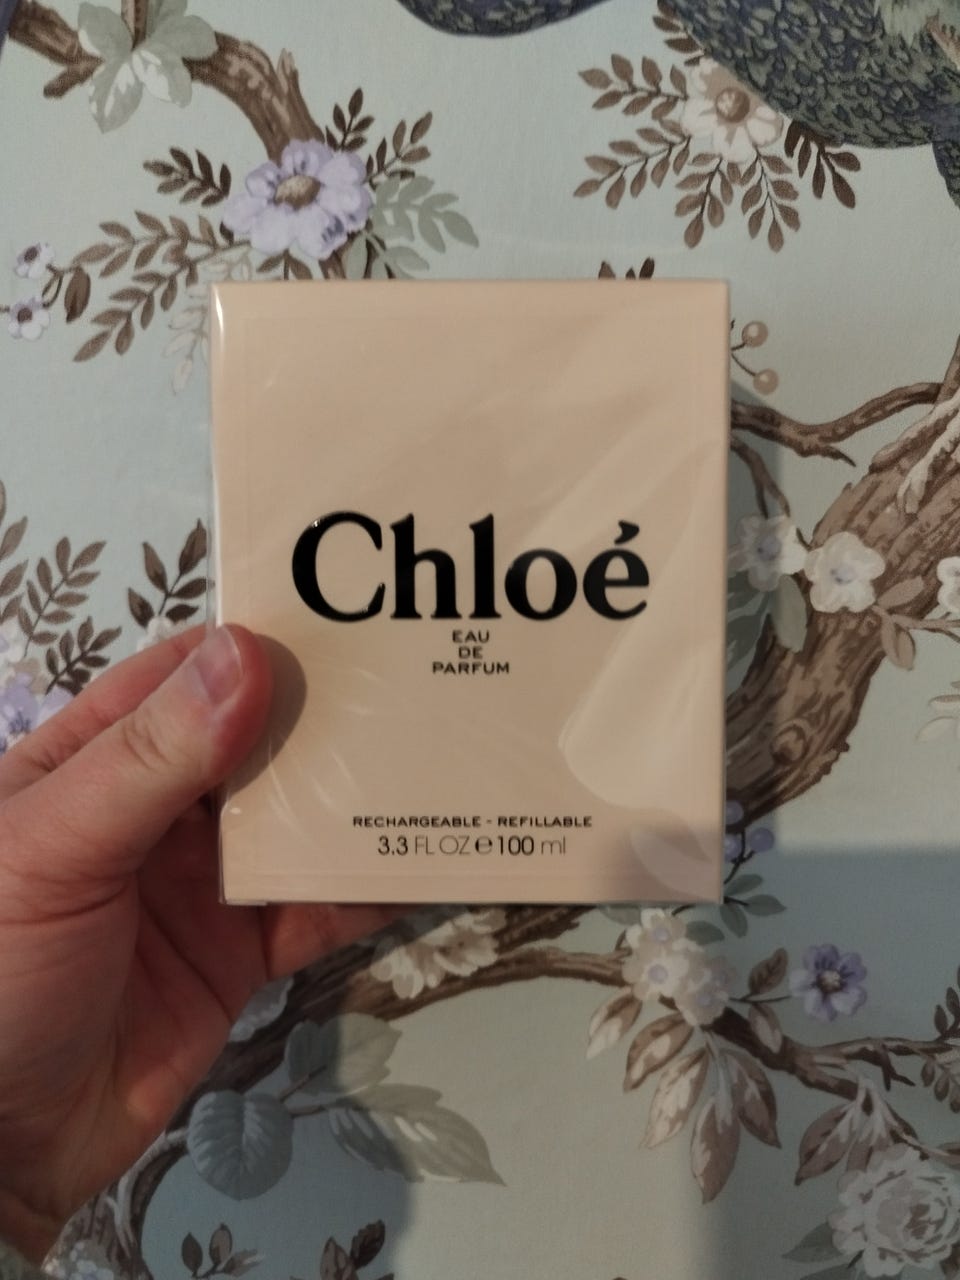 Chloé
EAU
DE
PARFUM
RECHARGEABLE - REFILLABLE
3.3 FL OZ ℮ 100 ml